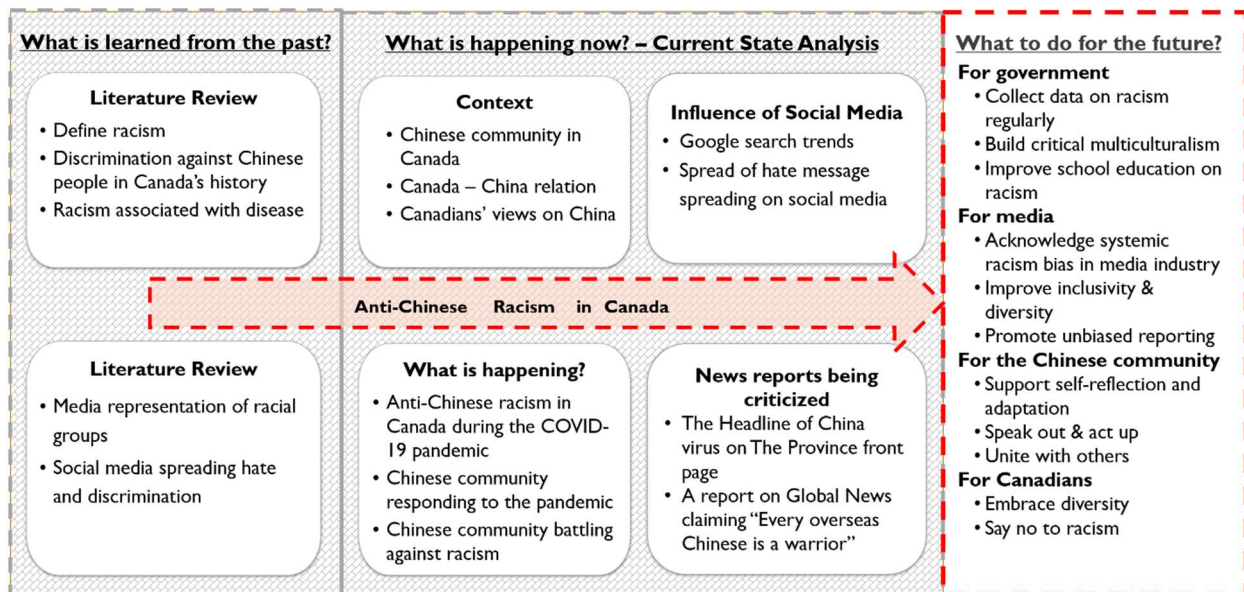 What is learned from the past?
Literature Review
• Define racism
• Discrimination against Chinese
people in Canada's history
• Racism associated with disease
Literature Review
• Media representation of racial
groups
• Social media spreading hate
and discrimination
What is happening now? – Current State Analysis
Context
• Chinese community in
Canada
• Canada – China relation
• Canadians' views on China
Influence of Social Media
• Google search trends
• Spread of hate message
spreading on social media
Anti-Chinese Racism in Canada
What is happening?
• Anti-Chinese racism in
Canada during the COVID-
19 pandemic
• Chinese community
responding to the pandemic
• Chinese community battling
against racism
News reports being
criticized
• The Headline of China
virus on The Province front
page
• A report on Global News
claiming "Every overseas
Chinese is a warrior"
What to do for the future?
For government
• Collect data on racism
regularly
• Build critical multiculturalism
• Improve school education on
racism
For media
• Acknowledge systemic
racism bias in media industry
• Improve inclusivity &
diversity
• Promote unbiased reporting
For the Chinese community
• Support self-reflection and
adaptation
• Speak out & act up
• Unite with others
For Canadians
• Embrace diversity
• Say no to racism